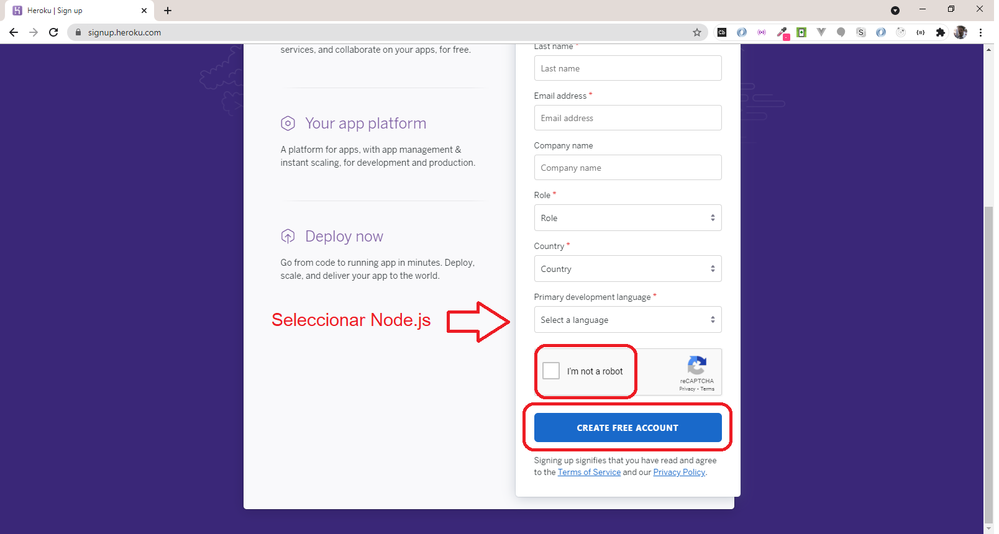 Heroku | Sign up
signup.heroku.com
services, and collaborate on your apps, for free.
Your app platform
A platform for apps, with app management &
instant scaling, for development and production.
Deploy now
Go from code to running app in minutes. Deploy,
scale, and deliver your app to the world.
Seleccionar Node.js
Last name *
Last name
Email address *
Email address
Company name
Company name
Role *
Role
Country *
Country
Primary development language *
Select a language
I'm not a robot
reCAPTCHA
Privacy - Terms
CREATE FREE ACCOUNT
Signing up signifies that you have read and agree
to the Terms of Service and our Privacy Policy.